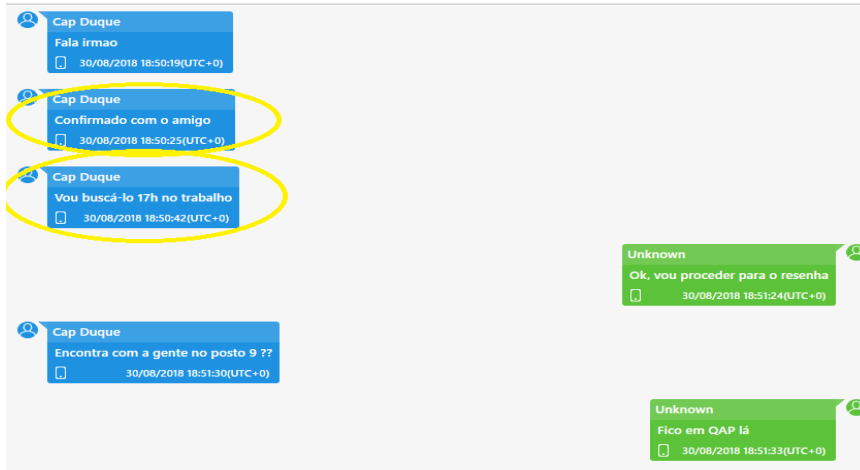 Cap Duque
Fala irmao
30/08/2018 18:50:19(UTC+0)
Cap Duque
Confirmado com o amigo
30/08/2018 18:50:25(UTC+0)
Cap Duque
Vou buscá-lo 17h no trabalho
30/08/2018 18:50:42(UTC+0)
Unknown
Ok, vou proceder para o resenha
30/08/2018 18:51:24(UTC+0)
Cap Duque
Encontra com a gente no posto 9 ??
30/08/2018 18:51:30(UTC+0)
Unknown
Fico em QAP lá
30/08/2018 18:51:33(UTC+0)